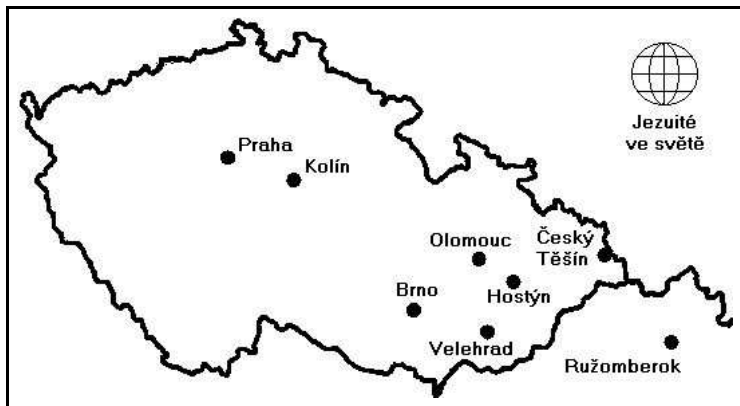 Jezuité
ve světě
Praha
Kolín
Olomouc
Český
Těšín
Brno
Hostýn
Velehrad
Ružomberok